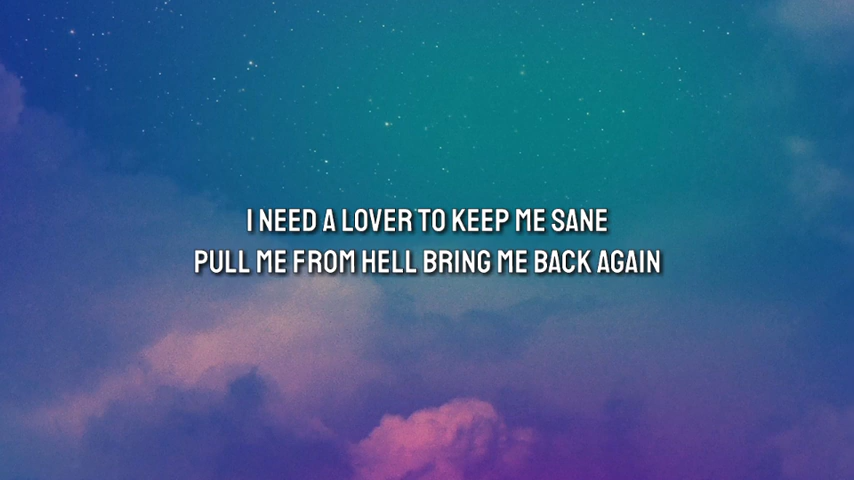 I NEED A LOVER TO KEEP ME SANE
PULL ME FROM HELL BRING ME BACK AGAIN